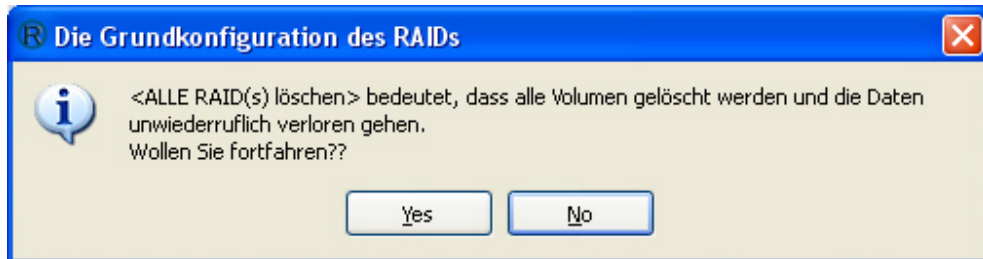 R Die Grundkonfiguration des RAIDs
<ALLE RAID(s) löschen> bedeutet, dass alle Volumen gelöscht werden und die Daten
unwiederruflich verloren gehen.
Wollen Sie fortfahren??
Yes No